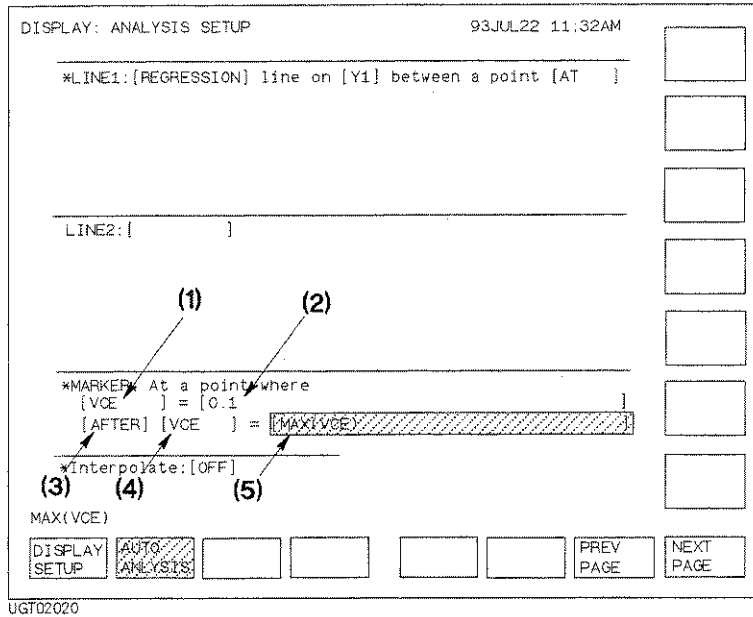 DISPLAY: ANALYSIS SETUP 93JUL22 11:32AM
*LINE1:[REGRESSION] line on [Y1] between a point [AT ]
LINE2:[ ]
(1) (2)
*MARKER* At a point where
[VCE ] = [0.1 ]
[AFTER] [VCE ] = [MAX(VCE) ]
*Interpolate:[OFF]
(3) (4) (5)
MAX(VCE)
DISPLAY SETUP
AUTO ANALYSIS
PREV PAGE
NEXT PAGE
UGT02020